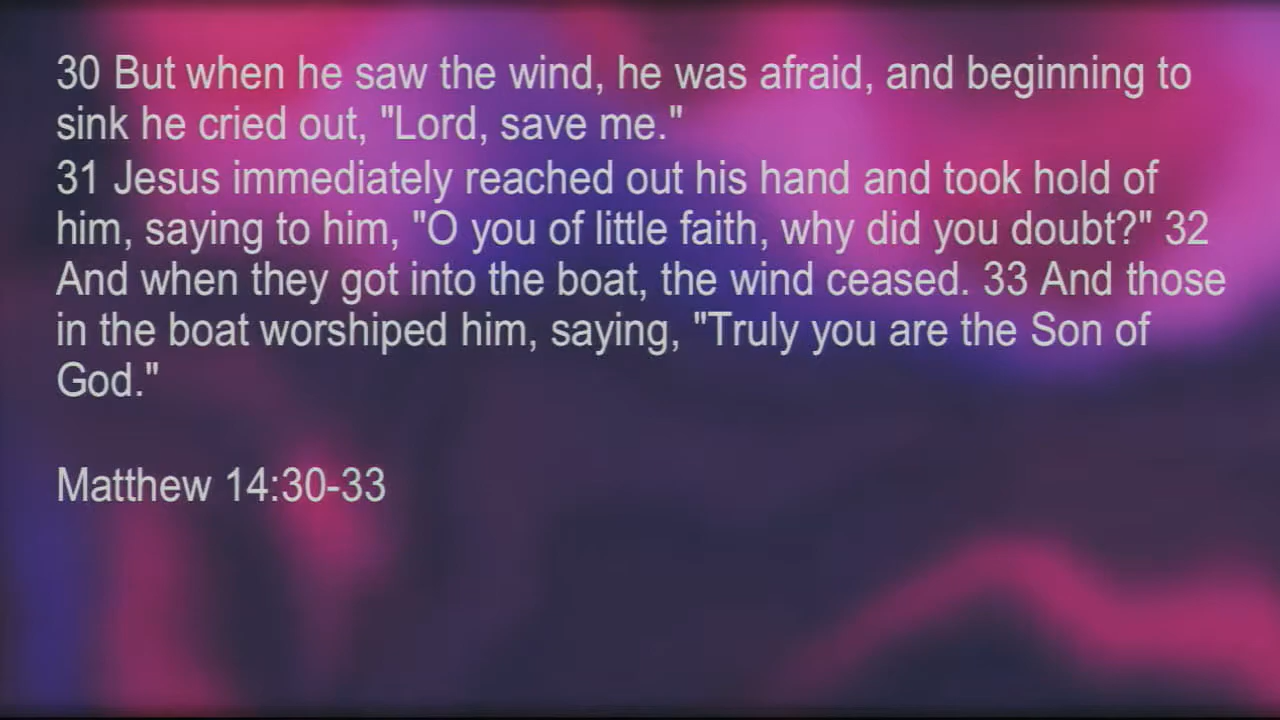 30 But when he saw the wind, he was afraid, and beginning to
sink he cried out, "Lord, save me."
31 Jesus immediately reached out his hand and took hold of
him, saying to him, "O you of little faith, why did you doubt?" 32
And when they got into the boat, the wind ceased. 33 And those
in the boat worshiped him, saying, "Truly you are the Son of
God."
Matthew 14:30-33